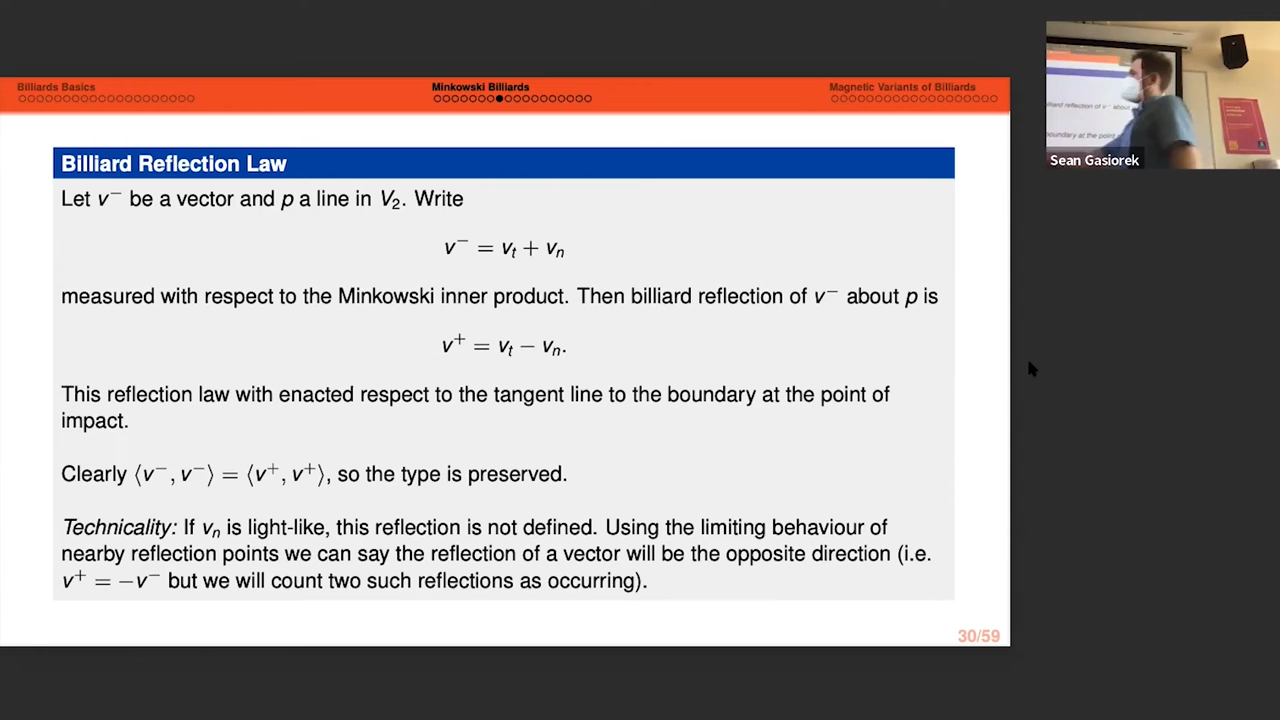 Billiards Basics
Minkowski Billiards
Magnetic Variants of Billiards
Billiard Reflection Law
Let v⁻ be a vector and p a line in V₂. Write
v⁻ = vₜ + vₙ
measured with respect to the Minkowski inner product. Then billiard reflection of v⁻ about p is
v⁺ = vₜ − vₙ.
This reflection law with enacted respect to the tangent line to the boundary at the point of
impact.
Clearly ⟨v⁻, v⁻⟩ = ⟨v⁺, v⁺⟩, so the type is preserved.
Technicality: If vₙ is light-like, this reflection is not defined. Using the limiting behaviour of
nearby reflection points we can say the reflection of a vector will be the opposite direction (i.e.
v⁺ = −v⁻ but we will count two such reflections as occurring).
30/59
Sean Gasiorek